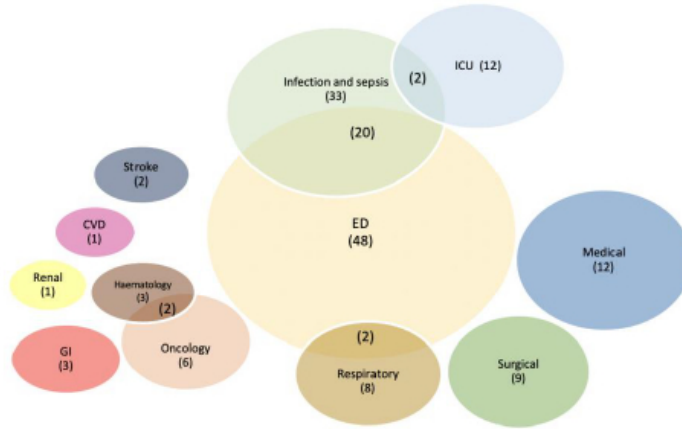 Infection and sepsis
(33)
(2)
ICU (12)
(20)
Stroke
(2)
CVD
(1)
ED
(48)
Medical
(12)
Renal
(1)
Haematology
(3)
(2)
Oncology
(6)
GI
(3)
(2)
Respiratory
(8)
Surgical
(9)